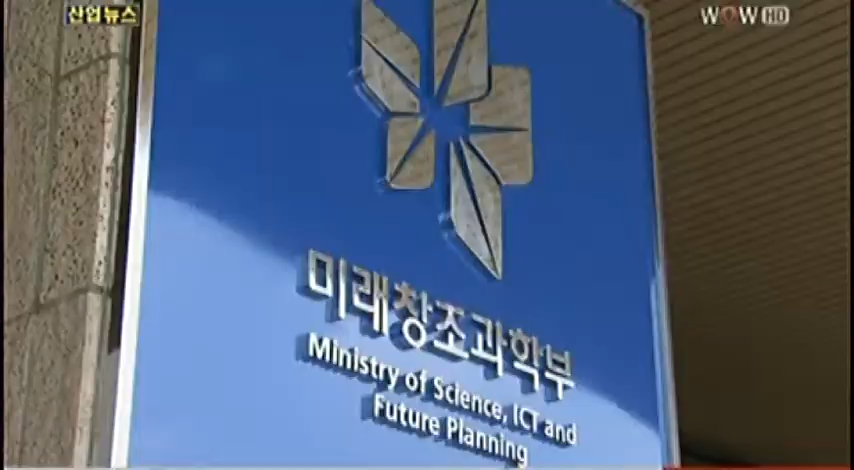 산업뉴스
WOW HD
미래창조과학부
Ministry of Science, ICT and
Future Planning